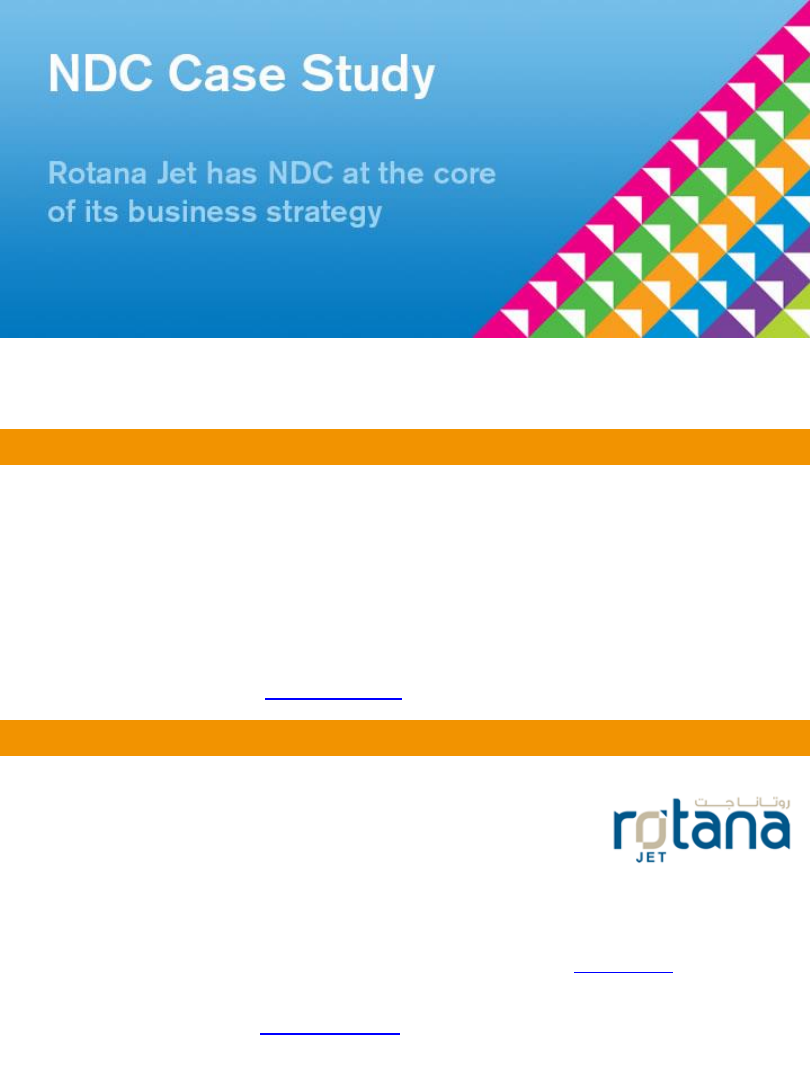 NDC Case Study
Rotana Jet has NDC at the core
of its business strategy
روتانا جت
rotana
JET